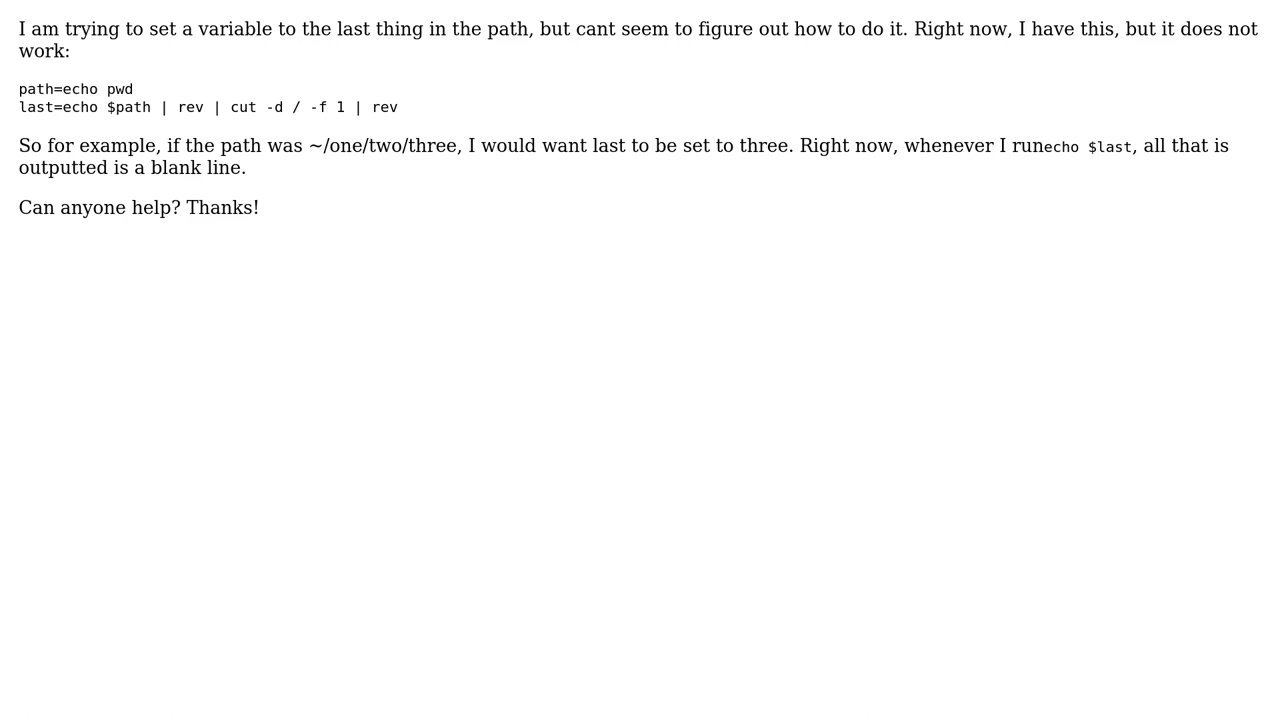 I am trying to set a variable to the last thing in the path, but cant seem to figure out how to do it. Right now, I have this, but it does not
work:
path=echo pwd
last=echo $path | rev | cut -d / -f 1 | rev
So for example, if the path was ~/one/two/three, I would want last to be set to three. Right now, whenever I runecho $last, all that is
outputted is a blank line.
Can anyone help? Thanks!